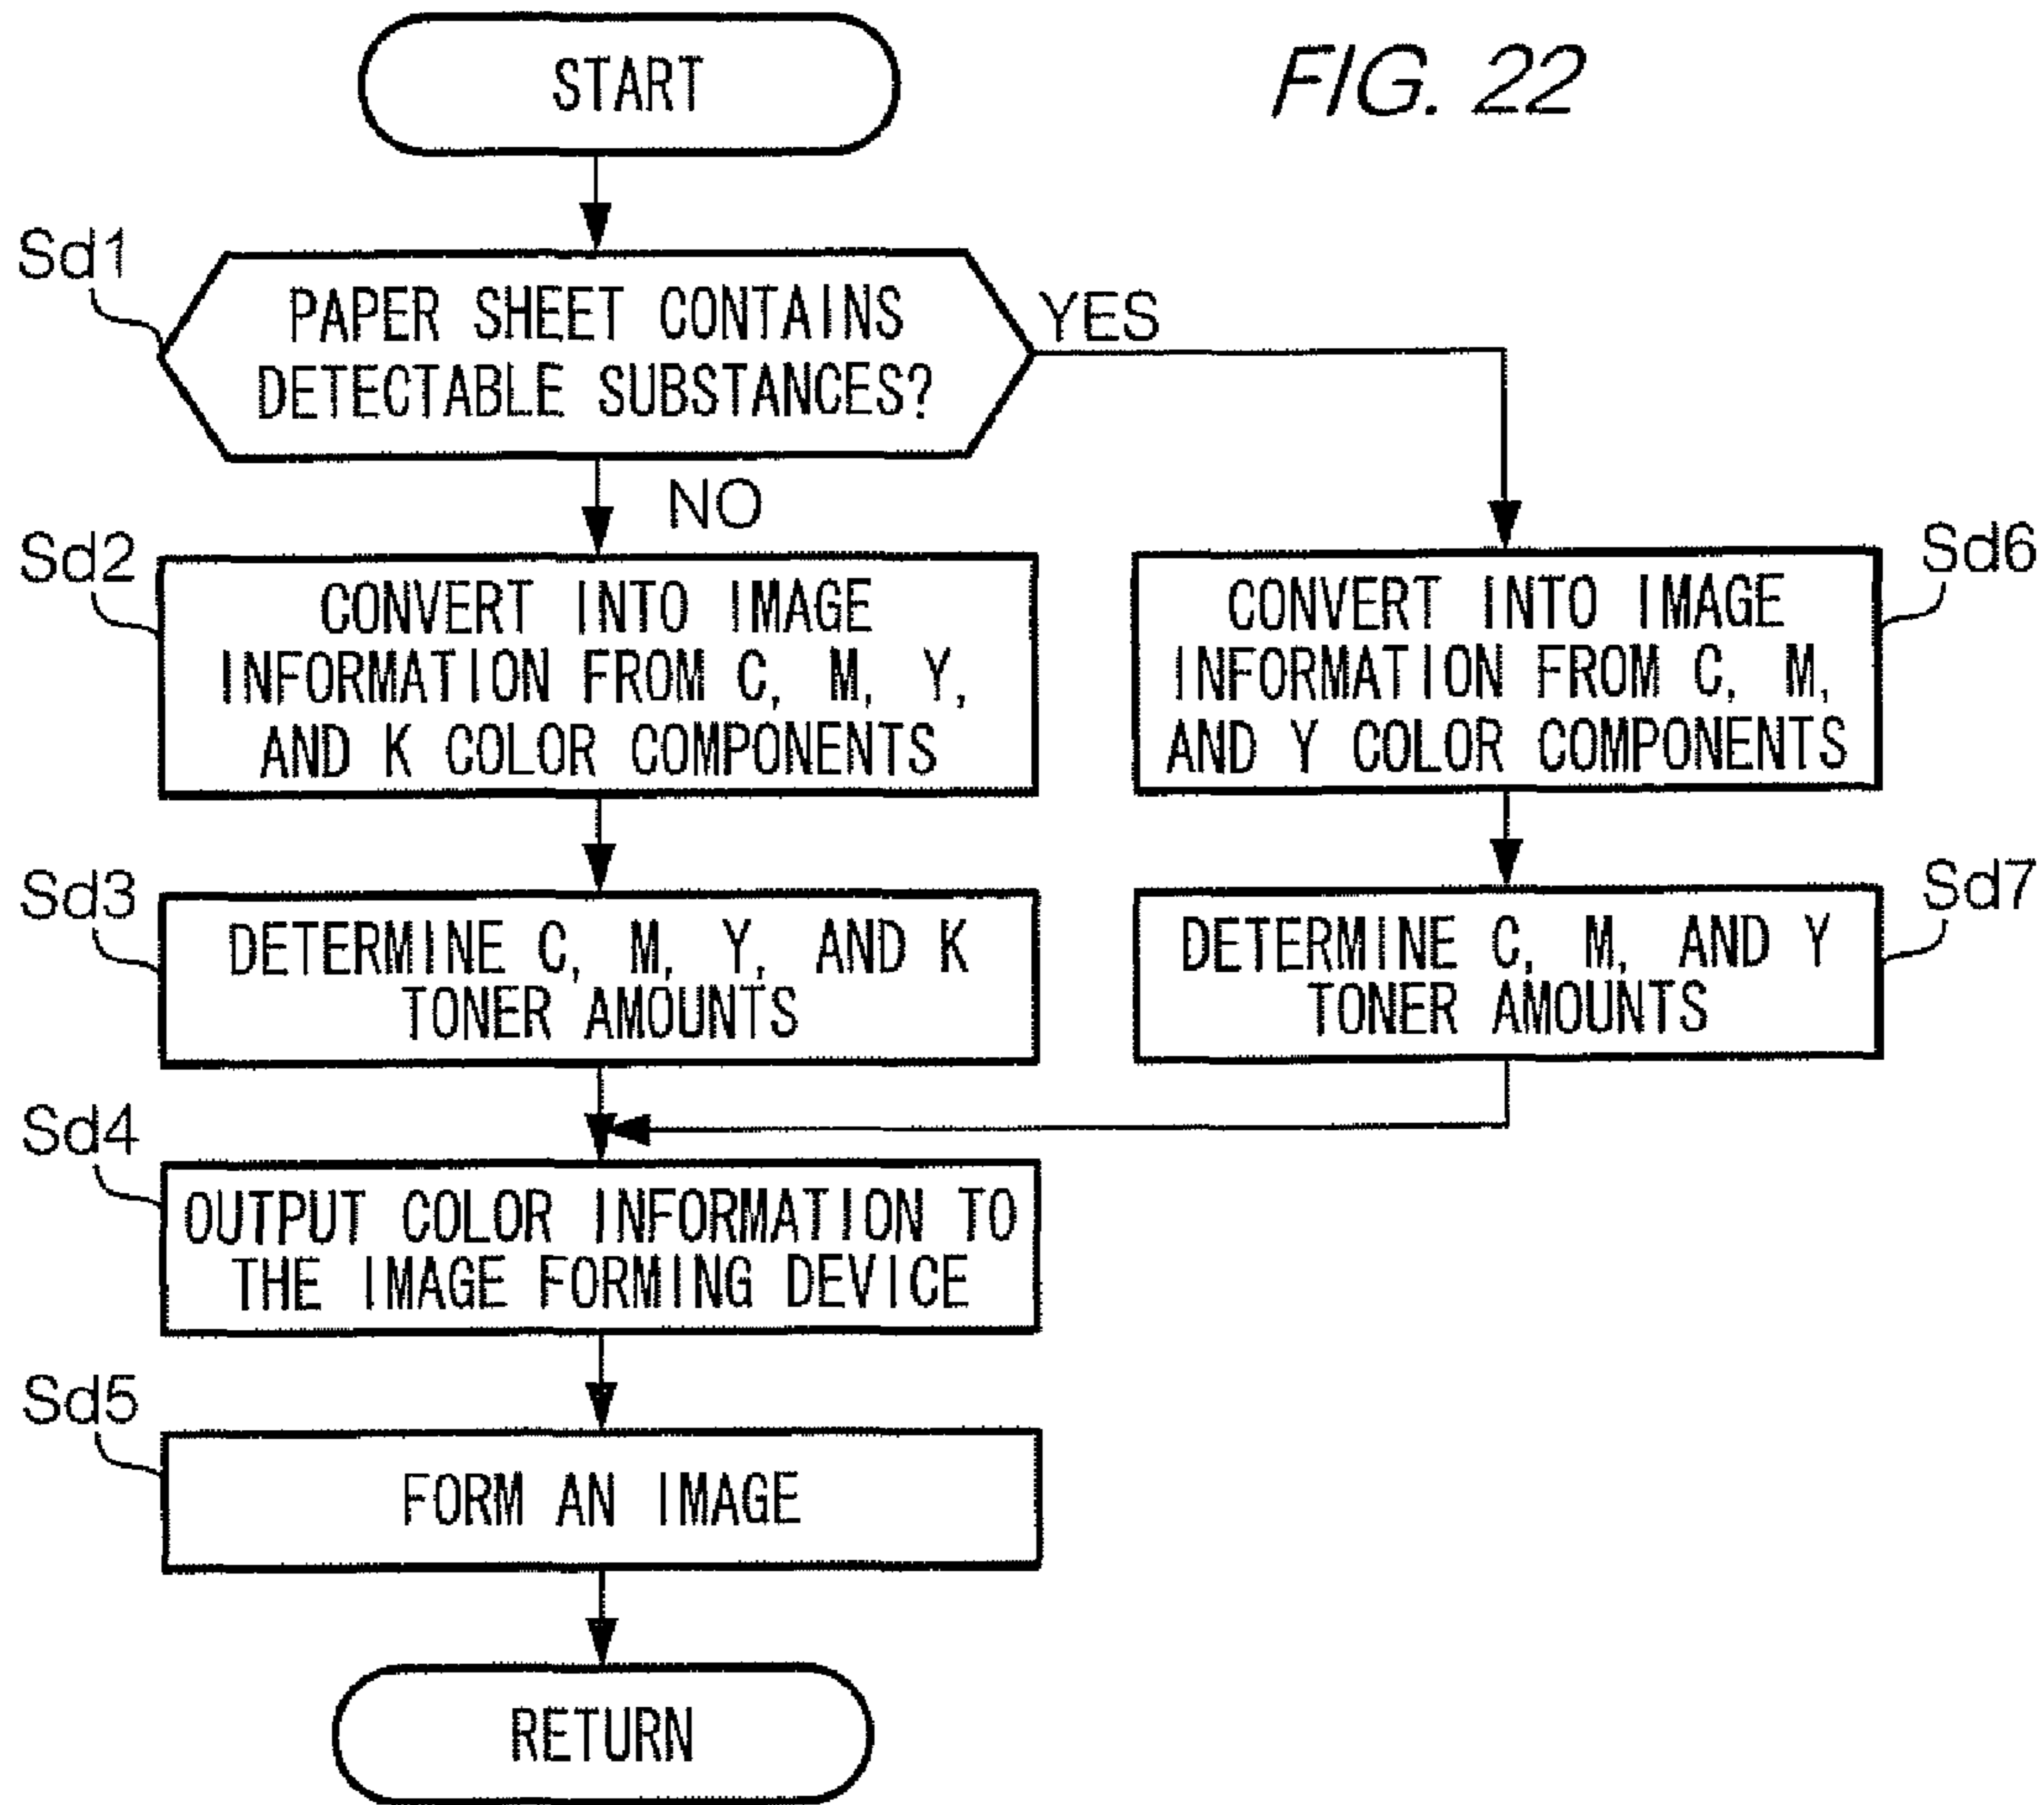 FIG. 22
START
Sd1
PAPER SHEET CONTAINS
DETECTABLE SUBSTANCES?
YES
NO
Sd2
CONVERT INTO IMAGE
INFORMATION FROM C, M, Y,
AND K COLOR COMPONENTS
Sd6
CONVERT INTO IMAGE
INFORMATION FROM C, M,
AND Y COLOR COMPONENTS
Sd3
DETERMINE C, M, Y, AND K
TONER AMOUNTS
Sd7
DETERMINE C, M, AND Y
TONER AMOUNTS
Sd4
OUTPUT COLOR INFORMATION TO
THE IMAGE FORMING DEVICE
Sd5
FORM AN IMAGE
RETURN